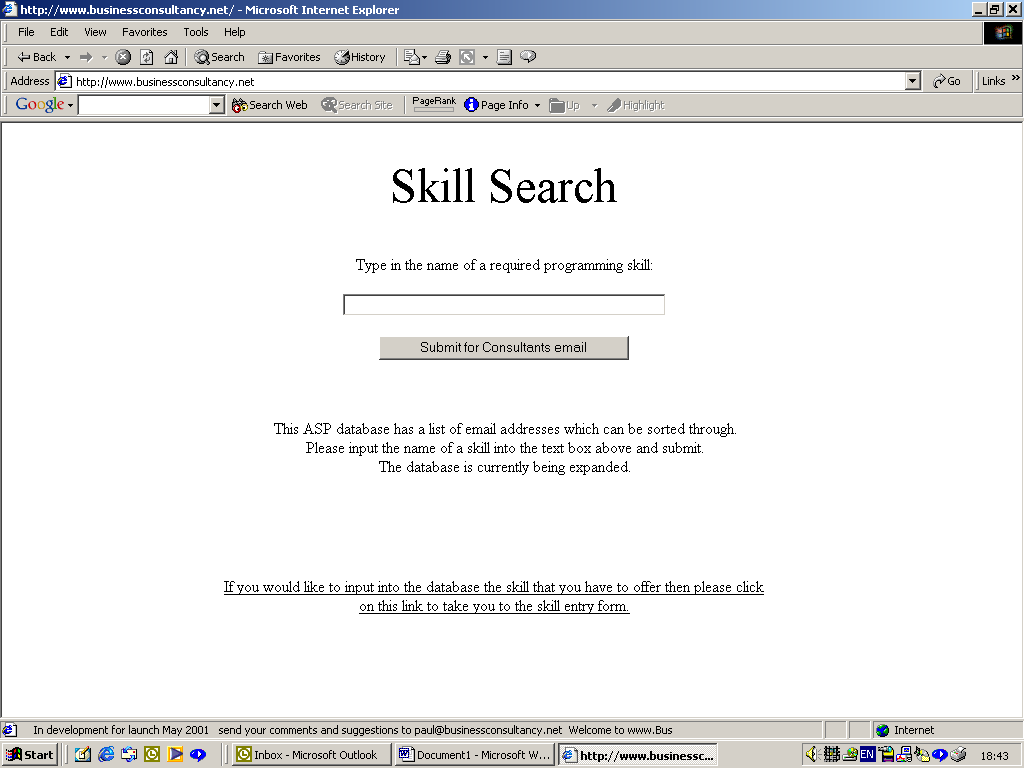 http://www.businessconsultancy.net/ - Microsoft Internet Explorer
File Edit View Favorites Tools Help
Back Search Favorites History
Address http://www.businessconsultancy.net Go Links »
Google Search Web Search Site PageRank Page Info Up Highlight
Skill Search
Type in the name of a required programming skill:
Submit for Consultants email
This ASP database has a list of email addresses which can be sorted through.
Please input the name of a skill into the text box above and submit.
The database is currently being expanded.
If you would like to input into the database the skill that you have to offer then please click
on this link to take you to the skill entry form.
In development for launch May 2001 send your comments and suggestions to paul@businessconsultancy.net Welcome to www.Bus Internet
Start Inbox - Microsoft Outlook Document1 - Microsoft W... http://www.businessc... EN 18:43